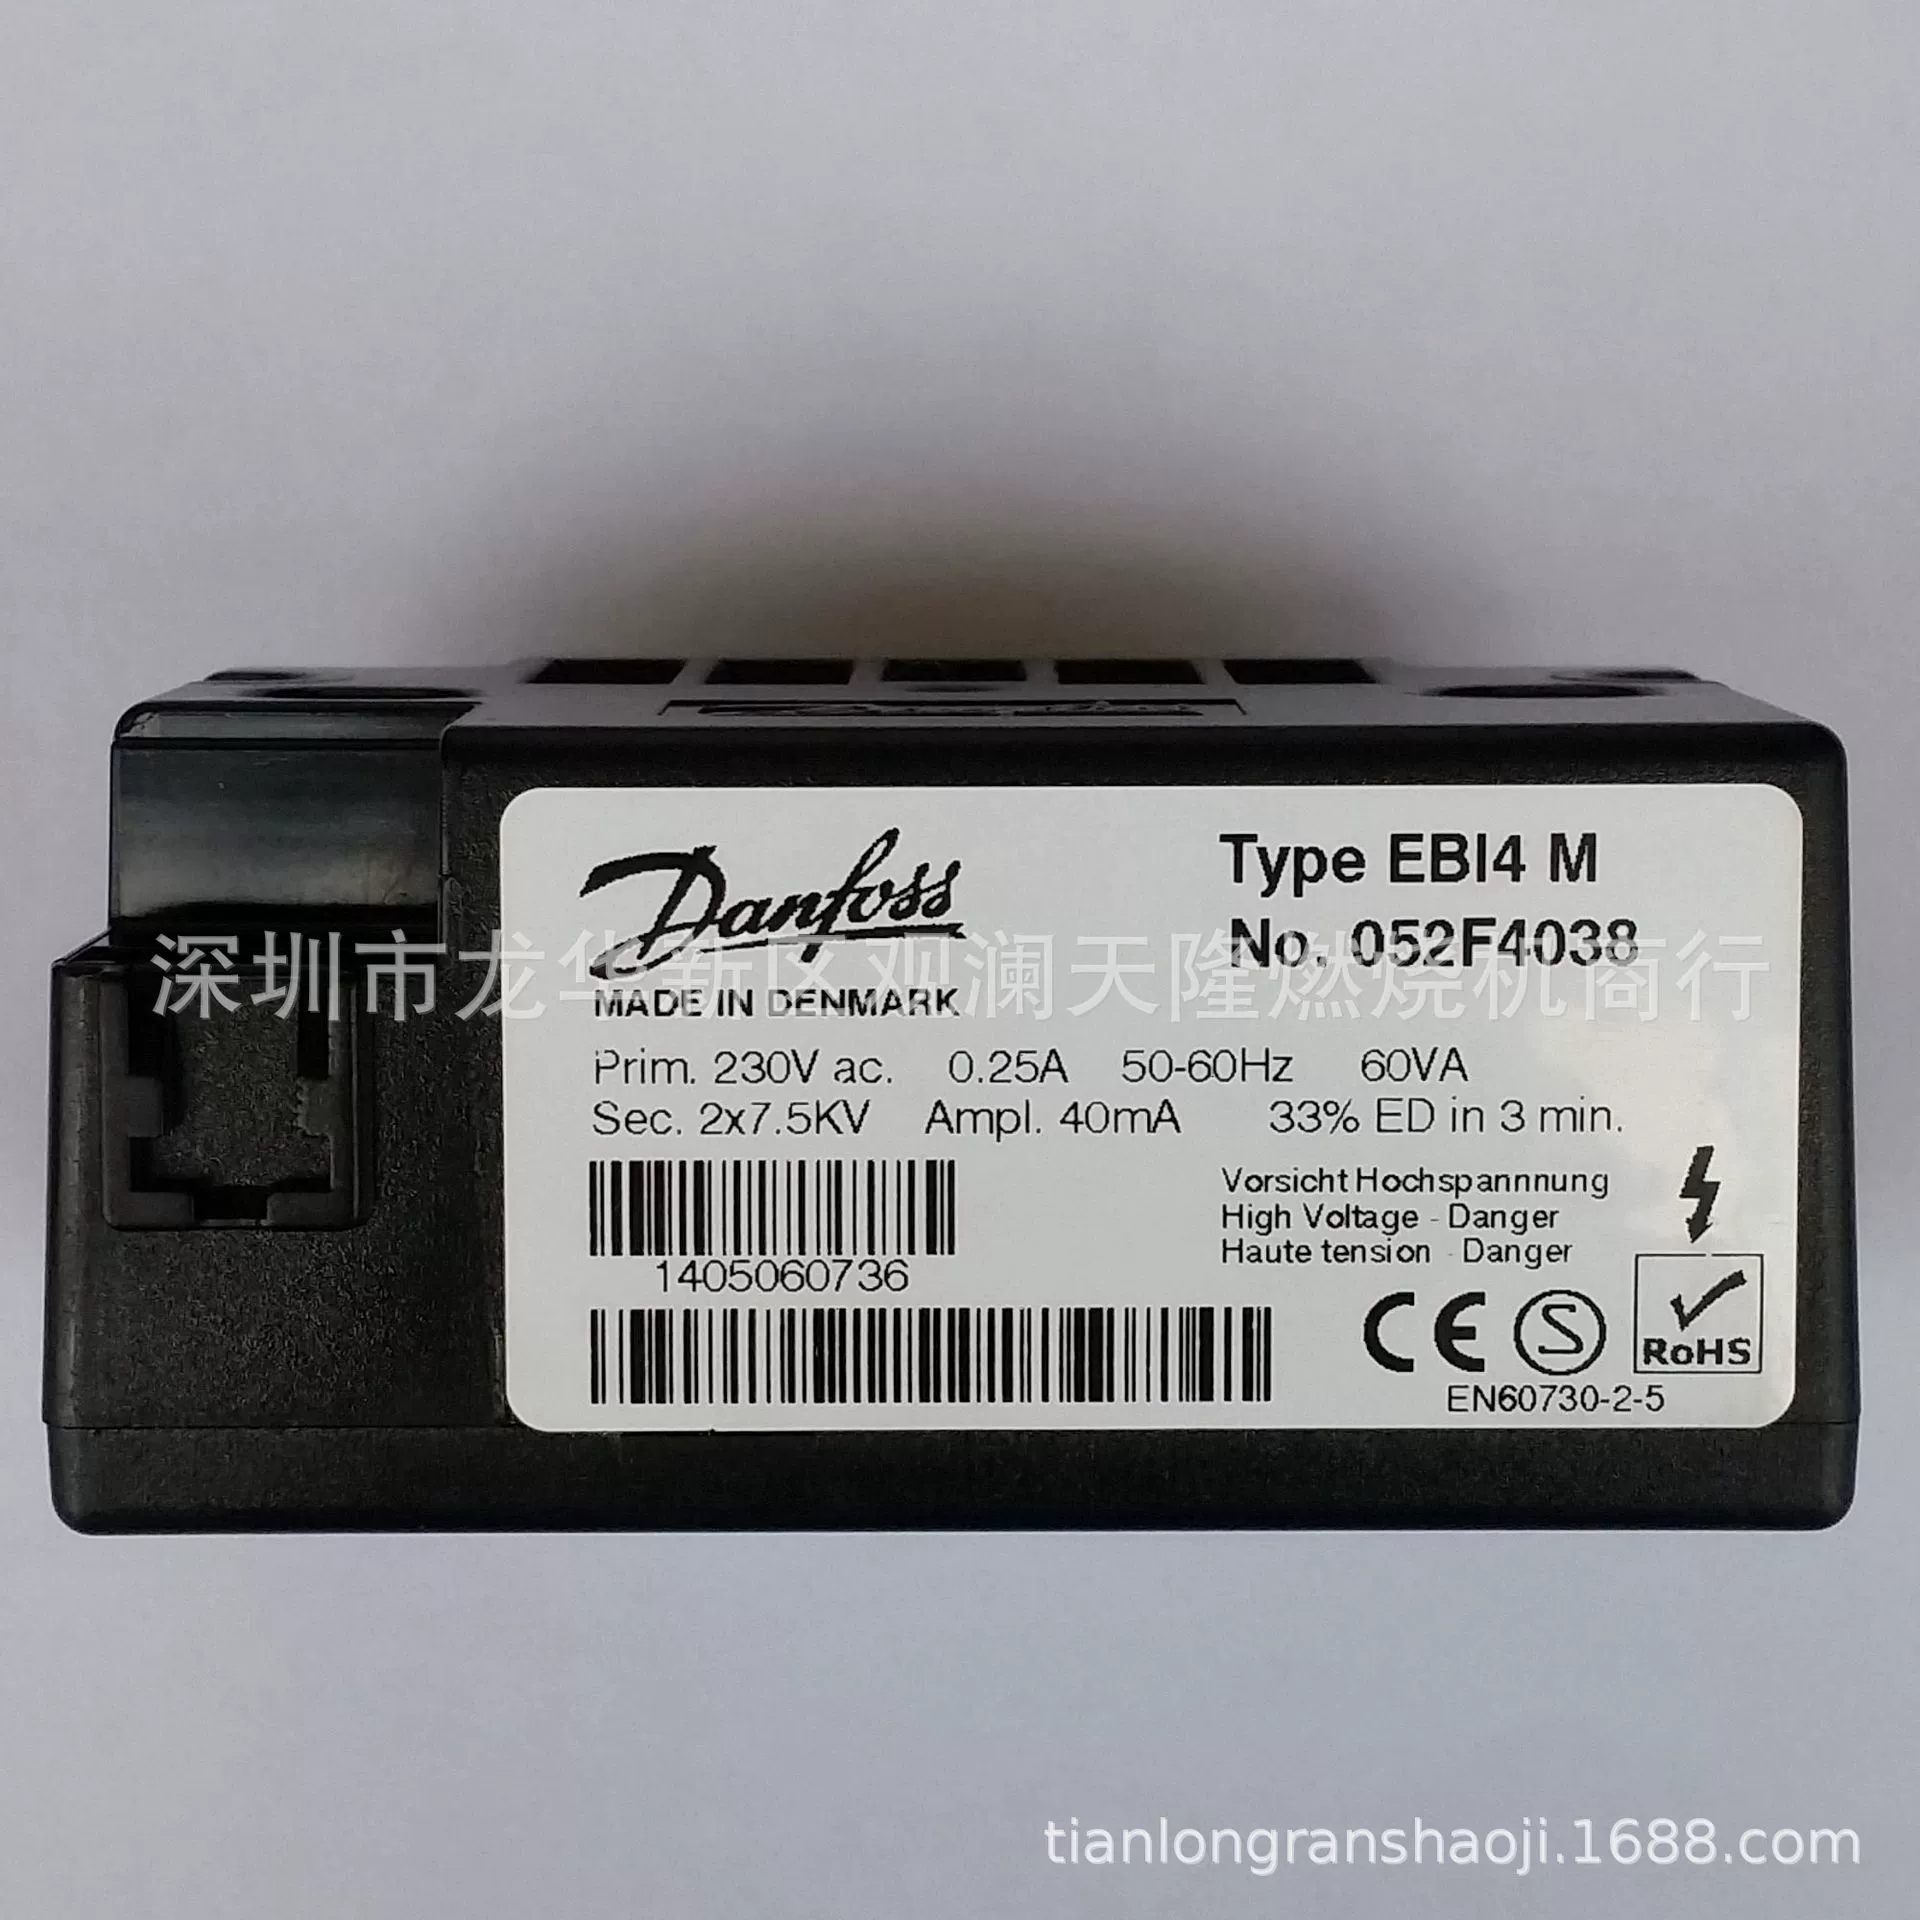 Danfoss
Type EBI4 M
No. 052F4038
深圳市龙华新区观澜天隆燃烧机商行
MADE IN DENMARK
Prim. 230V ac. 0.25A 50-60Hz 60VA
Sec. 2x7.5KV Ampl. 40mA 33% ED in 3 min.
Vorsicht Hochspannnung
High Voltage - Danger
Haute tension - Danger
1405060736
CE S RoHS
EN60730-2-5
tianlongranshaoji.1688.com